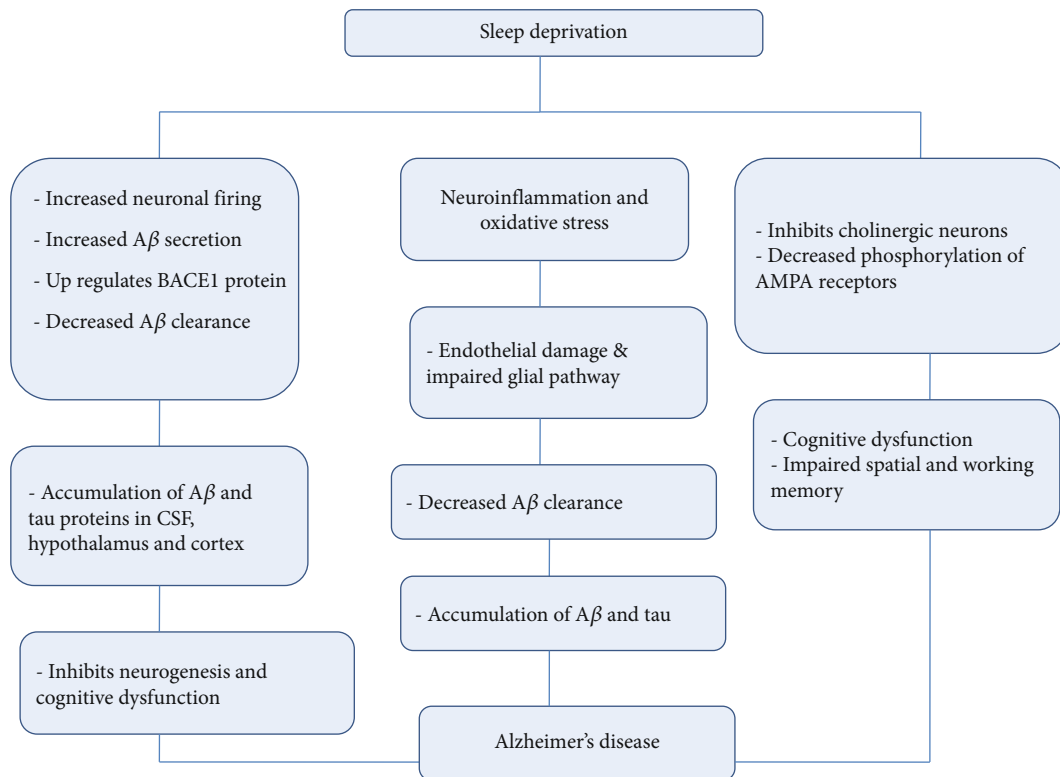 Sleep deprivation
- Increased neuronal firing
- Increased Aβ secretion
- Up regulates BACE1 protein
- Decreased Aβ clearance
- Accumulation of Aβ and
tau proteins in CSF,
hypothalamus and cortex
- Inhibits neurogenesis and
cognitive dysfunction
Neuroinflammation and
oxidative stress
- Endothelial damage &
impaired glial pathway
- Decreased Aβ clearance
- Accumulation of Aβ and tau
- Inhibits cholinergic neurons
- Decreased phosphorylation of
AMPA receptors
- Cognitive dysfunction
- Impaired spatial and working
memory
Alzheimer's disease